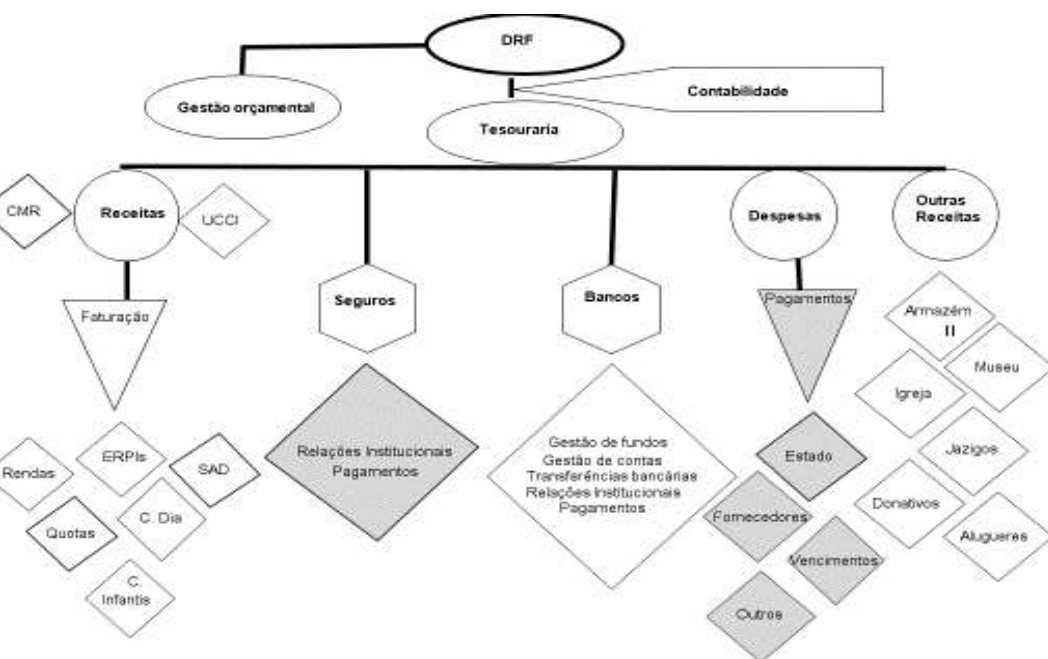 DRF
Gestão orçamental
Contabilidade
Tesouraria
CMR
Receitas
UCCI
Despesas
Outras
Receitas
Faturação
Seguros
Bancos
Pagamentos
Armazém
II
Museu
Igreja
Jazigos
Donativos
Alugueres
Rendas
ERPIs
SAD
Quotas
C. Dia
C.
Infantis
Relações Institucionais
Pagamentos
Gestão de fundos
Gestão de contas
Transferências bancárias
Relações Institucionais
Pagamentos
Estado
Fornecedores
Vencimentos
Outros